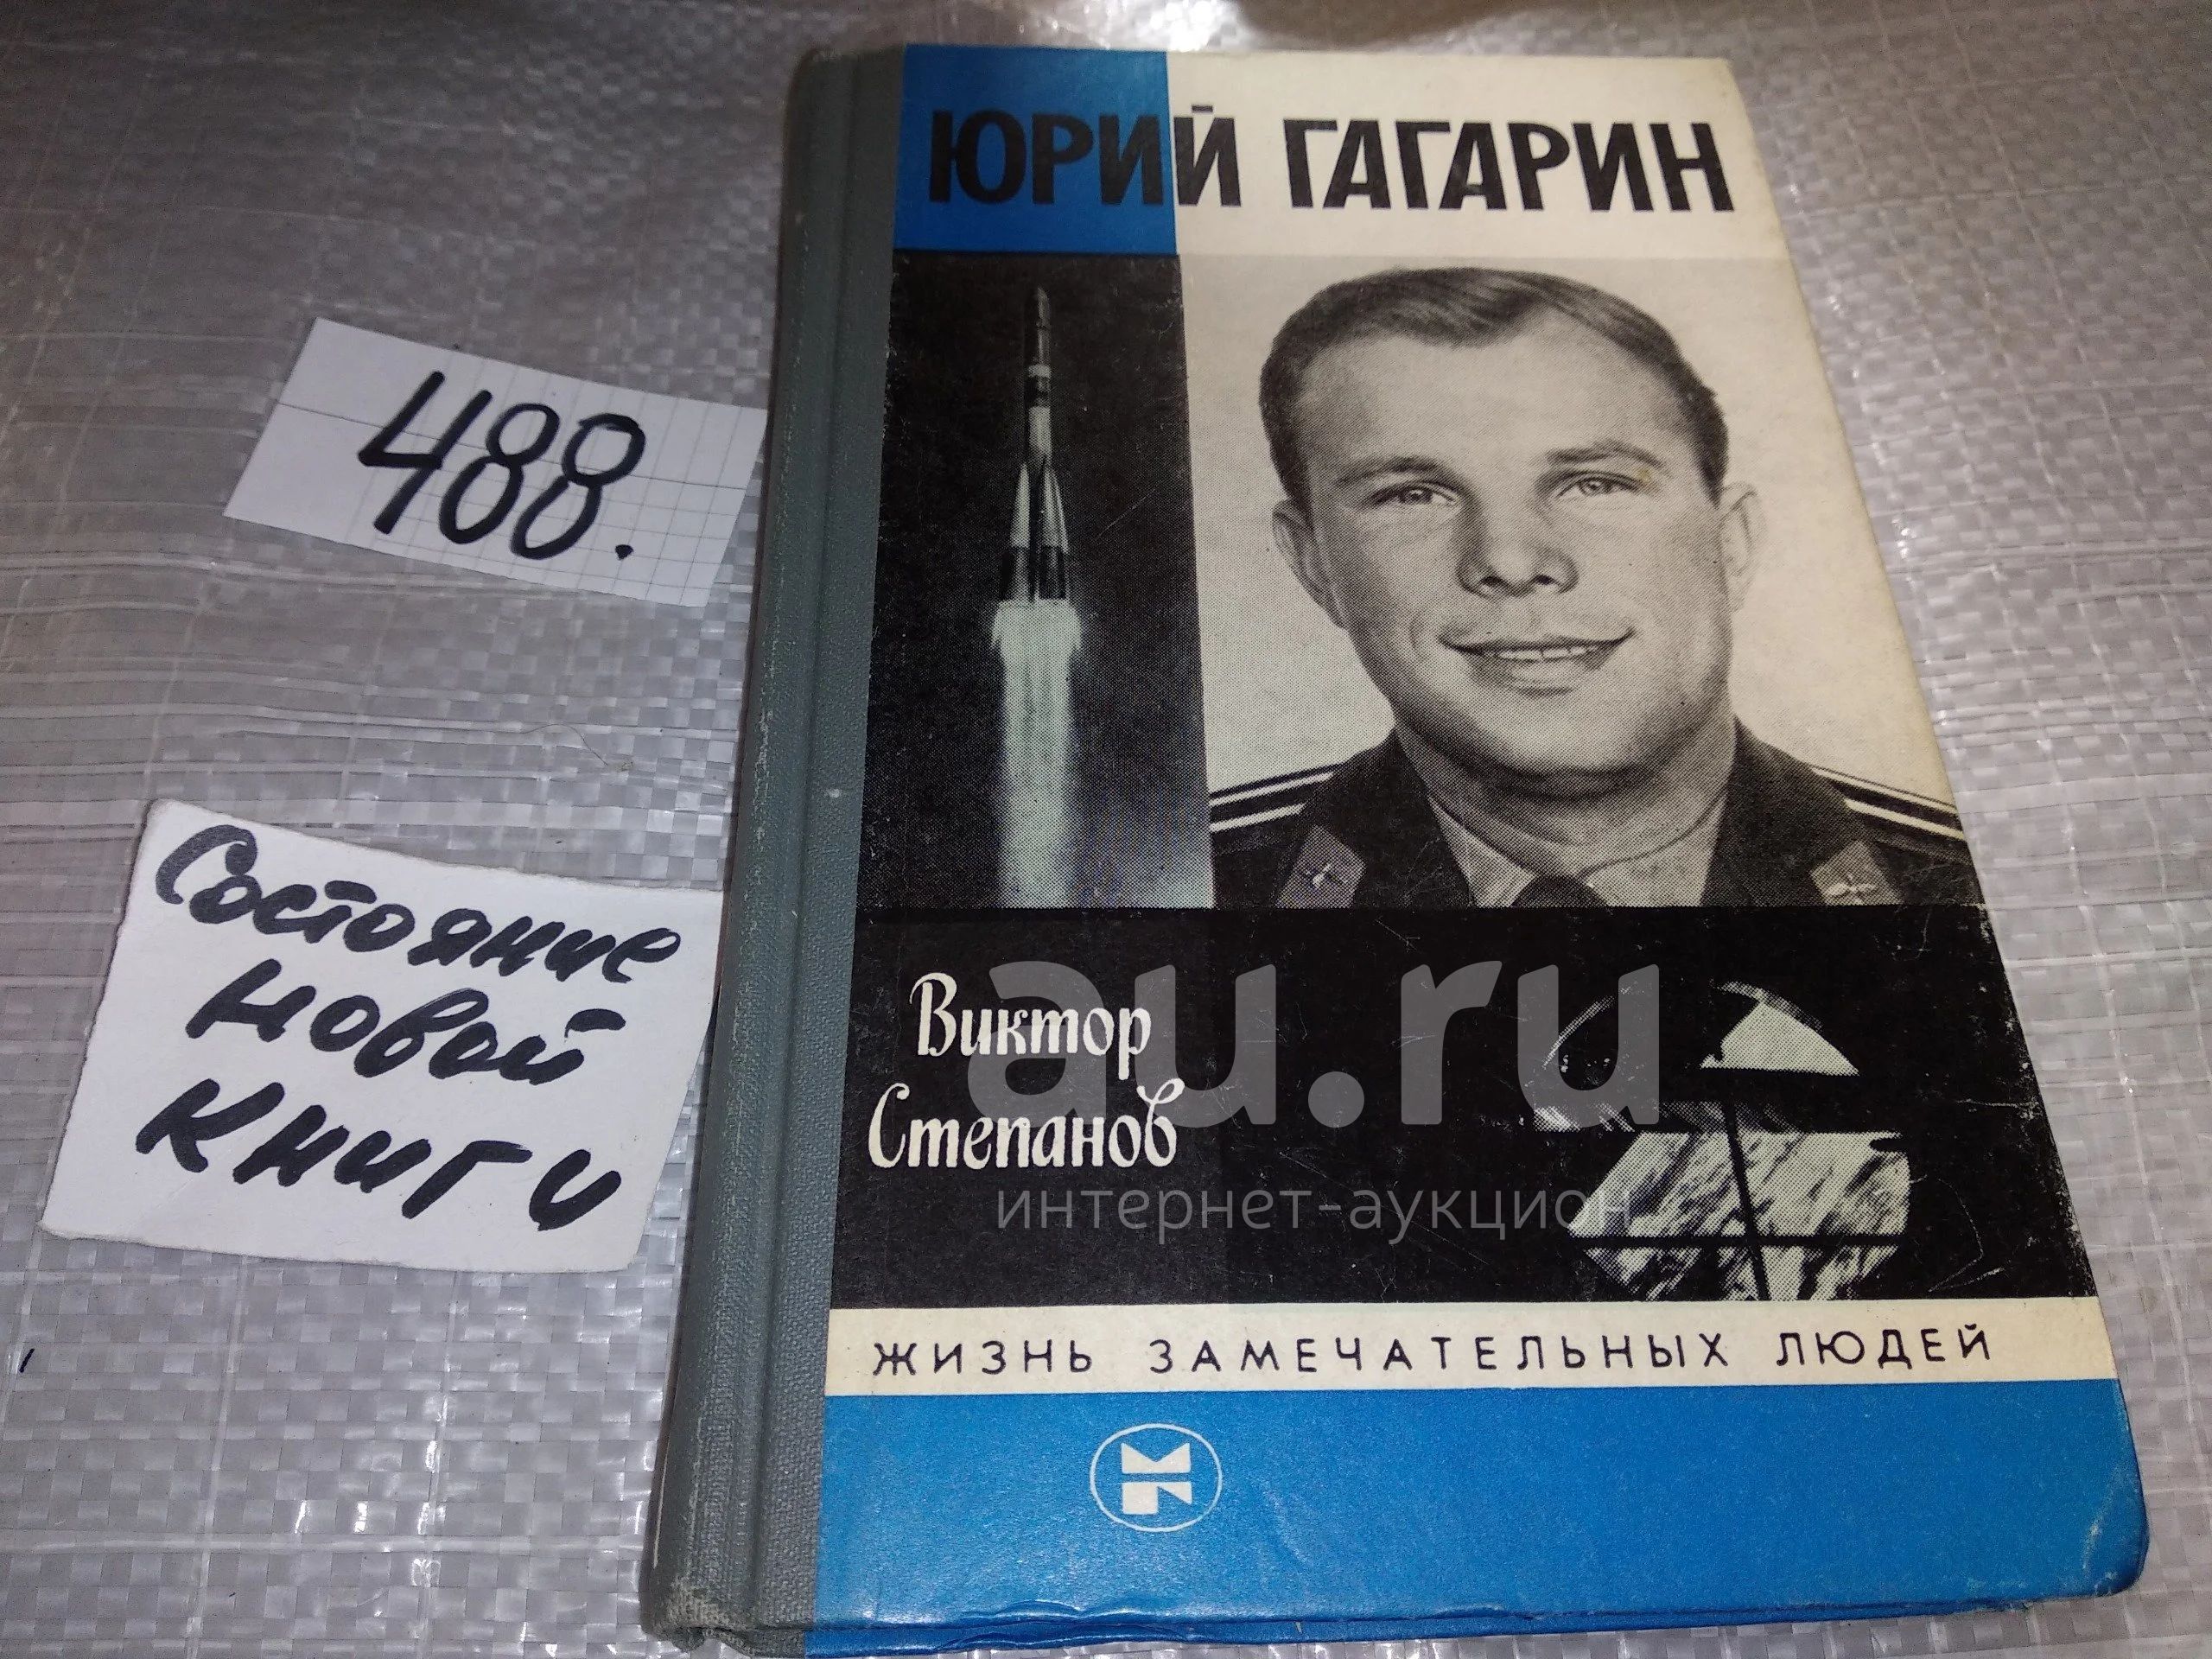 ЮРИЙ ГАГАРИН
488.
Состояние
новой
книги
Виктор
Степанов
au.ru
интернет-аукцион
ЖИЗНЬ ЗАМЕЧАТЕЛЬНЫХ ЛЮДЕЙ